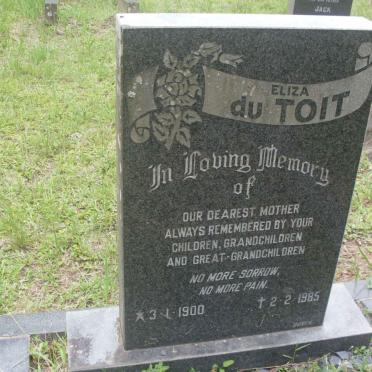 JACK
ELIZA
du TOIT
In Loving Memory
of
OUR DEAREST MOTHER
ALWAYS REMEMBERED BY YOUR
CHILDREN, GRANDCHILDREN
AND GREAT-GRANDCHILDREN
NO MORE SORROW,
NO MORE PAIN.
*3-1-1900 †2-2-1985